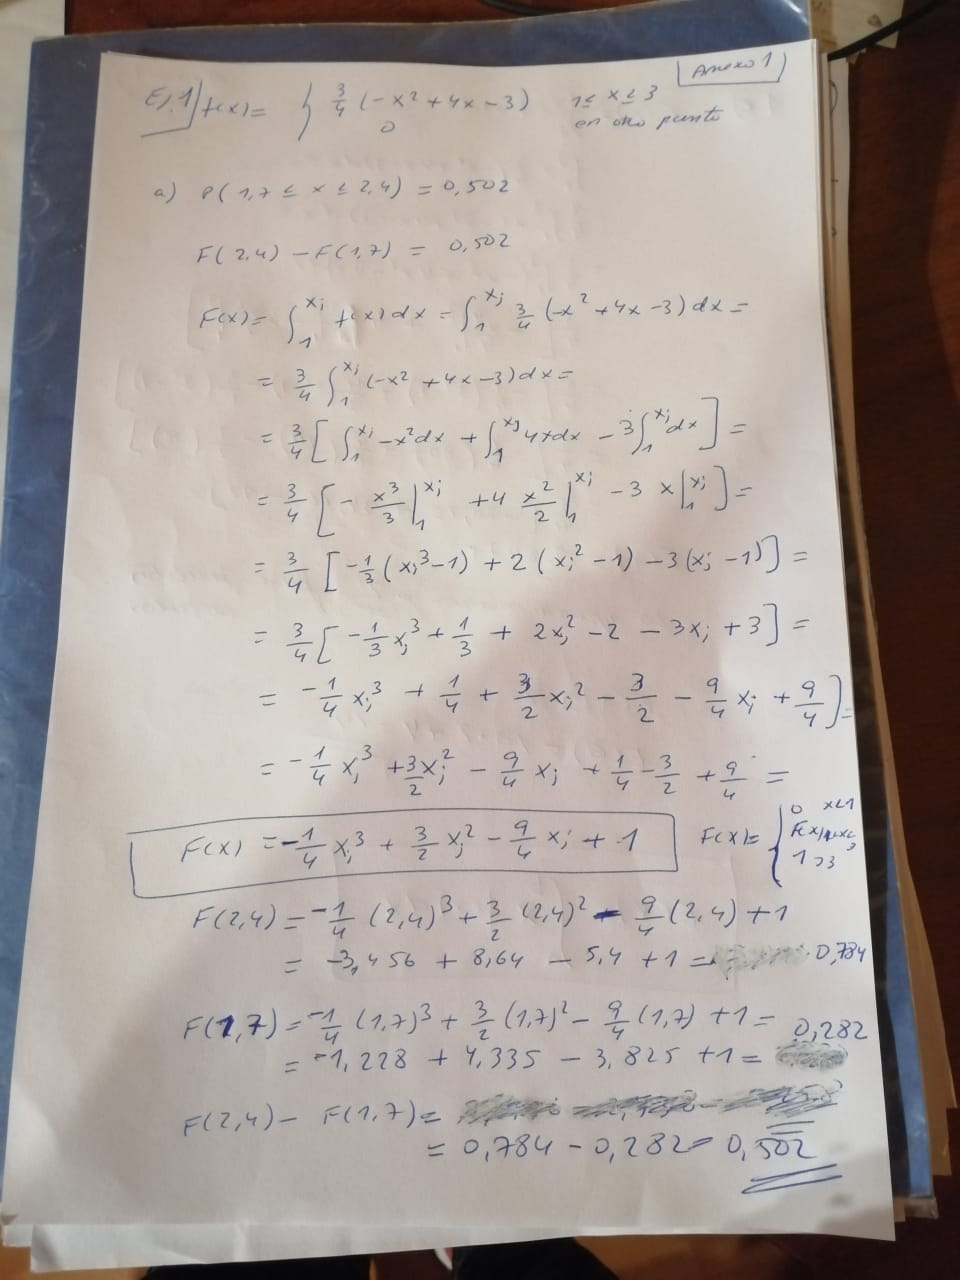 Anexo 1
Ej. 1) f(x) = { 3/4 (-x² + 4x - 3) 1 ≤ x ≤ 3
0 en otro punto
a) P(1,7 ≤ x ≤ 2,4) = 0,502
F(2,4) - F(1,7) = 0,502
F(x) = ∫₁^xi f(x) dx = ∫₁^xi 3/4 (-x² + 4x - 3) dx =
= 3/4 ∫₁^xi (-x² + 4x - 3) dx =
= 3/4 [ ∫₁^xi -x² dx + ∫₁^xi 4x dx - 3 ∫₁^xi dx ] =
= 3/4 [ - x³/3 |₁^xi + 4 x²/2 |₁^xi - 3 x |₁^xi ] =
= 3/4 [ -1/3 (xi³ - 1) + 2 (xi² - 1) - 3 (xi - 1) ] =
= 3/4 [ -1/3 xi³ + 1/3 + 2xi² - 2 - 3xi + 3 ] =
= -1/4 xi³ + 1/4 + 3/2 xi² - 3/2 - 9/4 xi + 9/4 ] =
= -1/4 xi³ + 3/2 xi² - 9/4 xi + 1/4 - 3/2 + 9/4 =
F(x) = -1/4 xi³ + 3/2 xi² - 9/4 xi + 1
F(x) = { 0 x<1
1 >3
F(2,4) = -1/4 (2,4)³ + 3/2 (2,4)² - 9/4 (2,4) + 1
= -3,456 + 8,64 - 5,4 + 1 = 0,784
F(1,7) = -1/4 (1,7)³ + 3/2 (1,7)² - 9/4 (1,7) + 1 = 0,282
= -1,228 + 4,335 - 3,825 + 1 =
F(2,4) - F(1,7) =
= 0,784 - 0,282 = 0,502